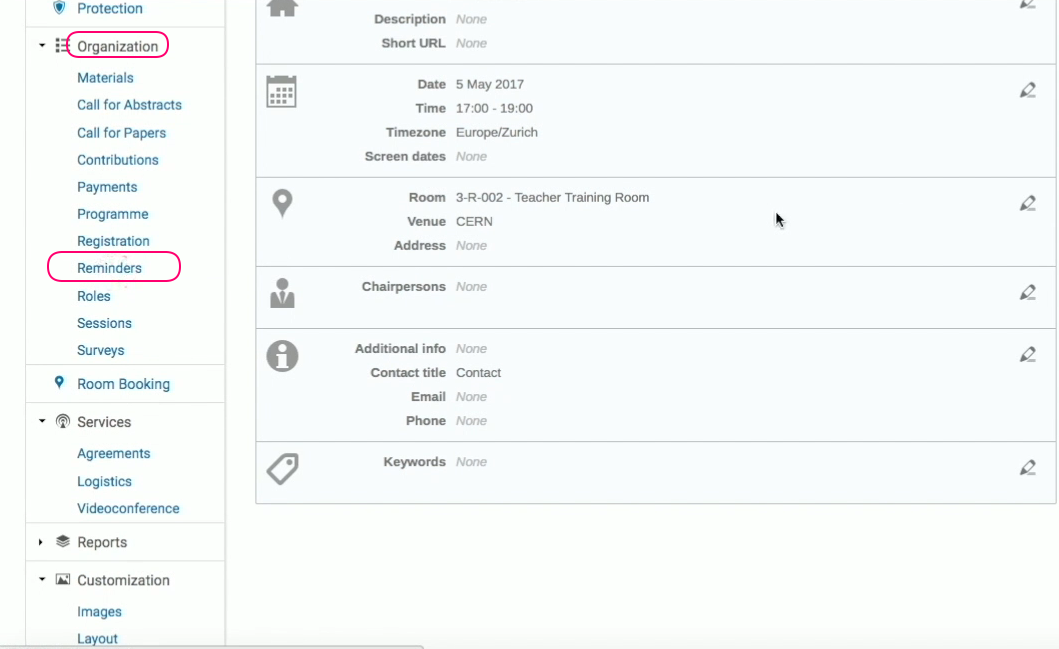 Protection
Organization
Materials
Call for Abstracts
Call for Papers
Contributions
Payments
Programme
Registration
Reminders
Roles
Sessions
Surveys
Room Booking
Services
Agreements
Logistics
Videoconference
Reports
Customization
Images
Layout
Description None
Short URL None
Date 5 May 2017
Time 17:00 - 19:00
Timezone Europe/Zurich
Screen dates None
Room 3-R-002 - Teacher Training Room
Venue CERN
Address None
Chairpersons None
Additional info None
Contact title Contact
Email None
Phone None
Keywords None